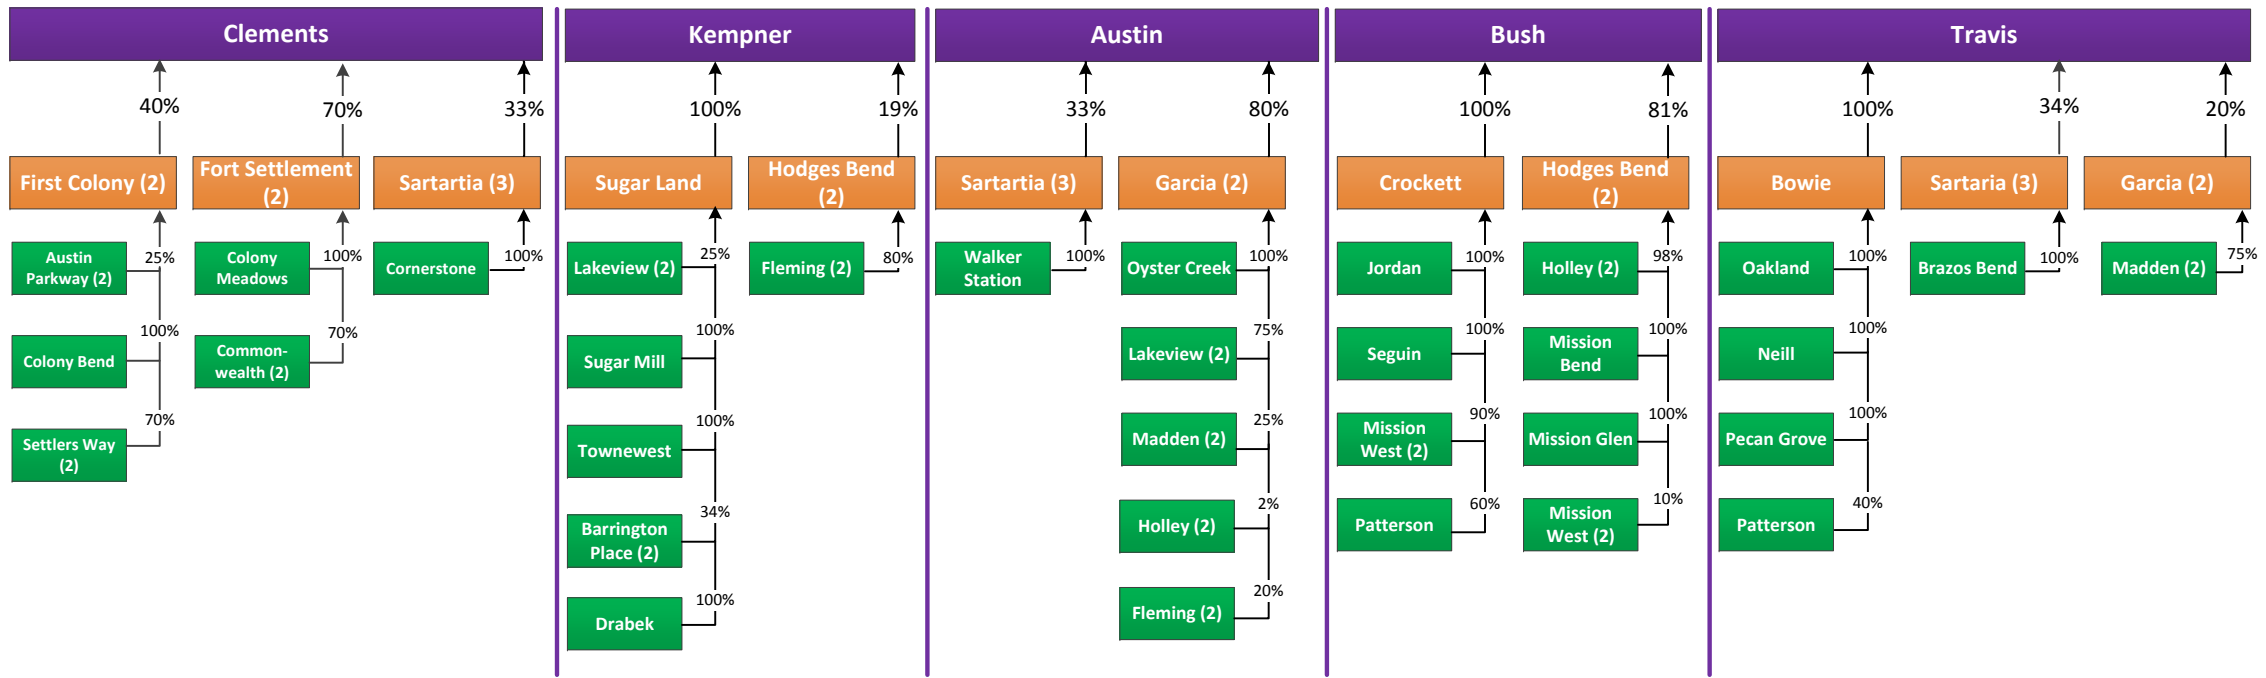 Clements
40%
70%
33%
First Colony (2)
Fort Settlement
(2)
Sartartia (3)
Austin
Parkway (2)
25%
Colony
Meadows
100%
Cornerstone
100%
Colony Bend
100%
Common-
wealth (2)
70%
Settlers Way
(2)
70%
Kempner
100%
19%
Sugar Land
Hodges Bend
(2)
Lakeview (2)
25%
Fleming (2)
80%
Sugar Mill
100%
Townewest
100%
Barrington
Place (2)
34%
Drabek
100%
Austin
33%
80%
Sartartia (3)
Garcia (2)
Walker
Station
100%
Oyster Creek
100%
Lakeview (2)
75%
Madden (2)
25%
Holley (2)
2%
Fleming (2)
20%
Bush
100%
81%
Crockett
Hodges Bend
(2)
Jordan
100%
Holley (2)
98%
Seguin
100%
Mission
Bend
100%
Mission
West (2)
90%
Mission Glen
100%
Patterson
60%
Mission
West (2)
10%
Travis
100%
34%
20%
Bowie
Sartaria (3)
Garcia (2)
Oakland
100%
Brazos Bend
100%
Madden (2)
75%
Neill
100%
Pecan Grove
100%
Patterson
40%